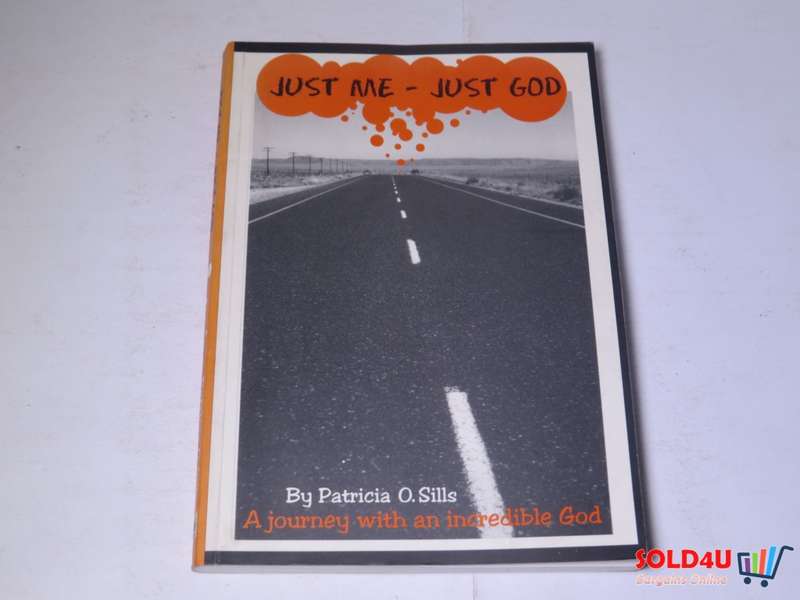 JUST ME - JUST GOD
By Patricia O. Sills
A journey with an incredible God
SOLD4U
Bargains Online